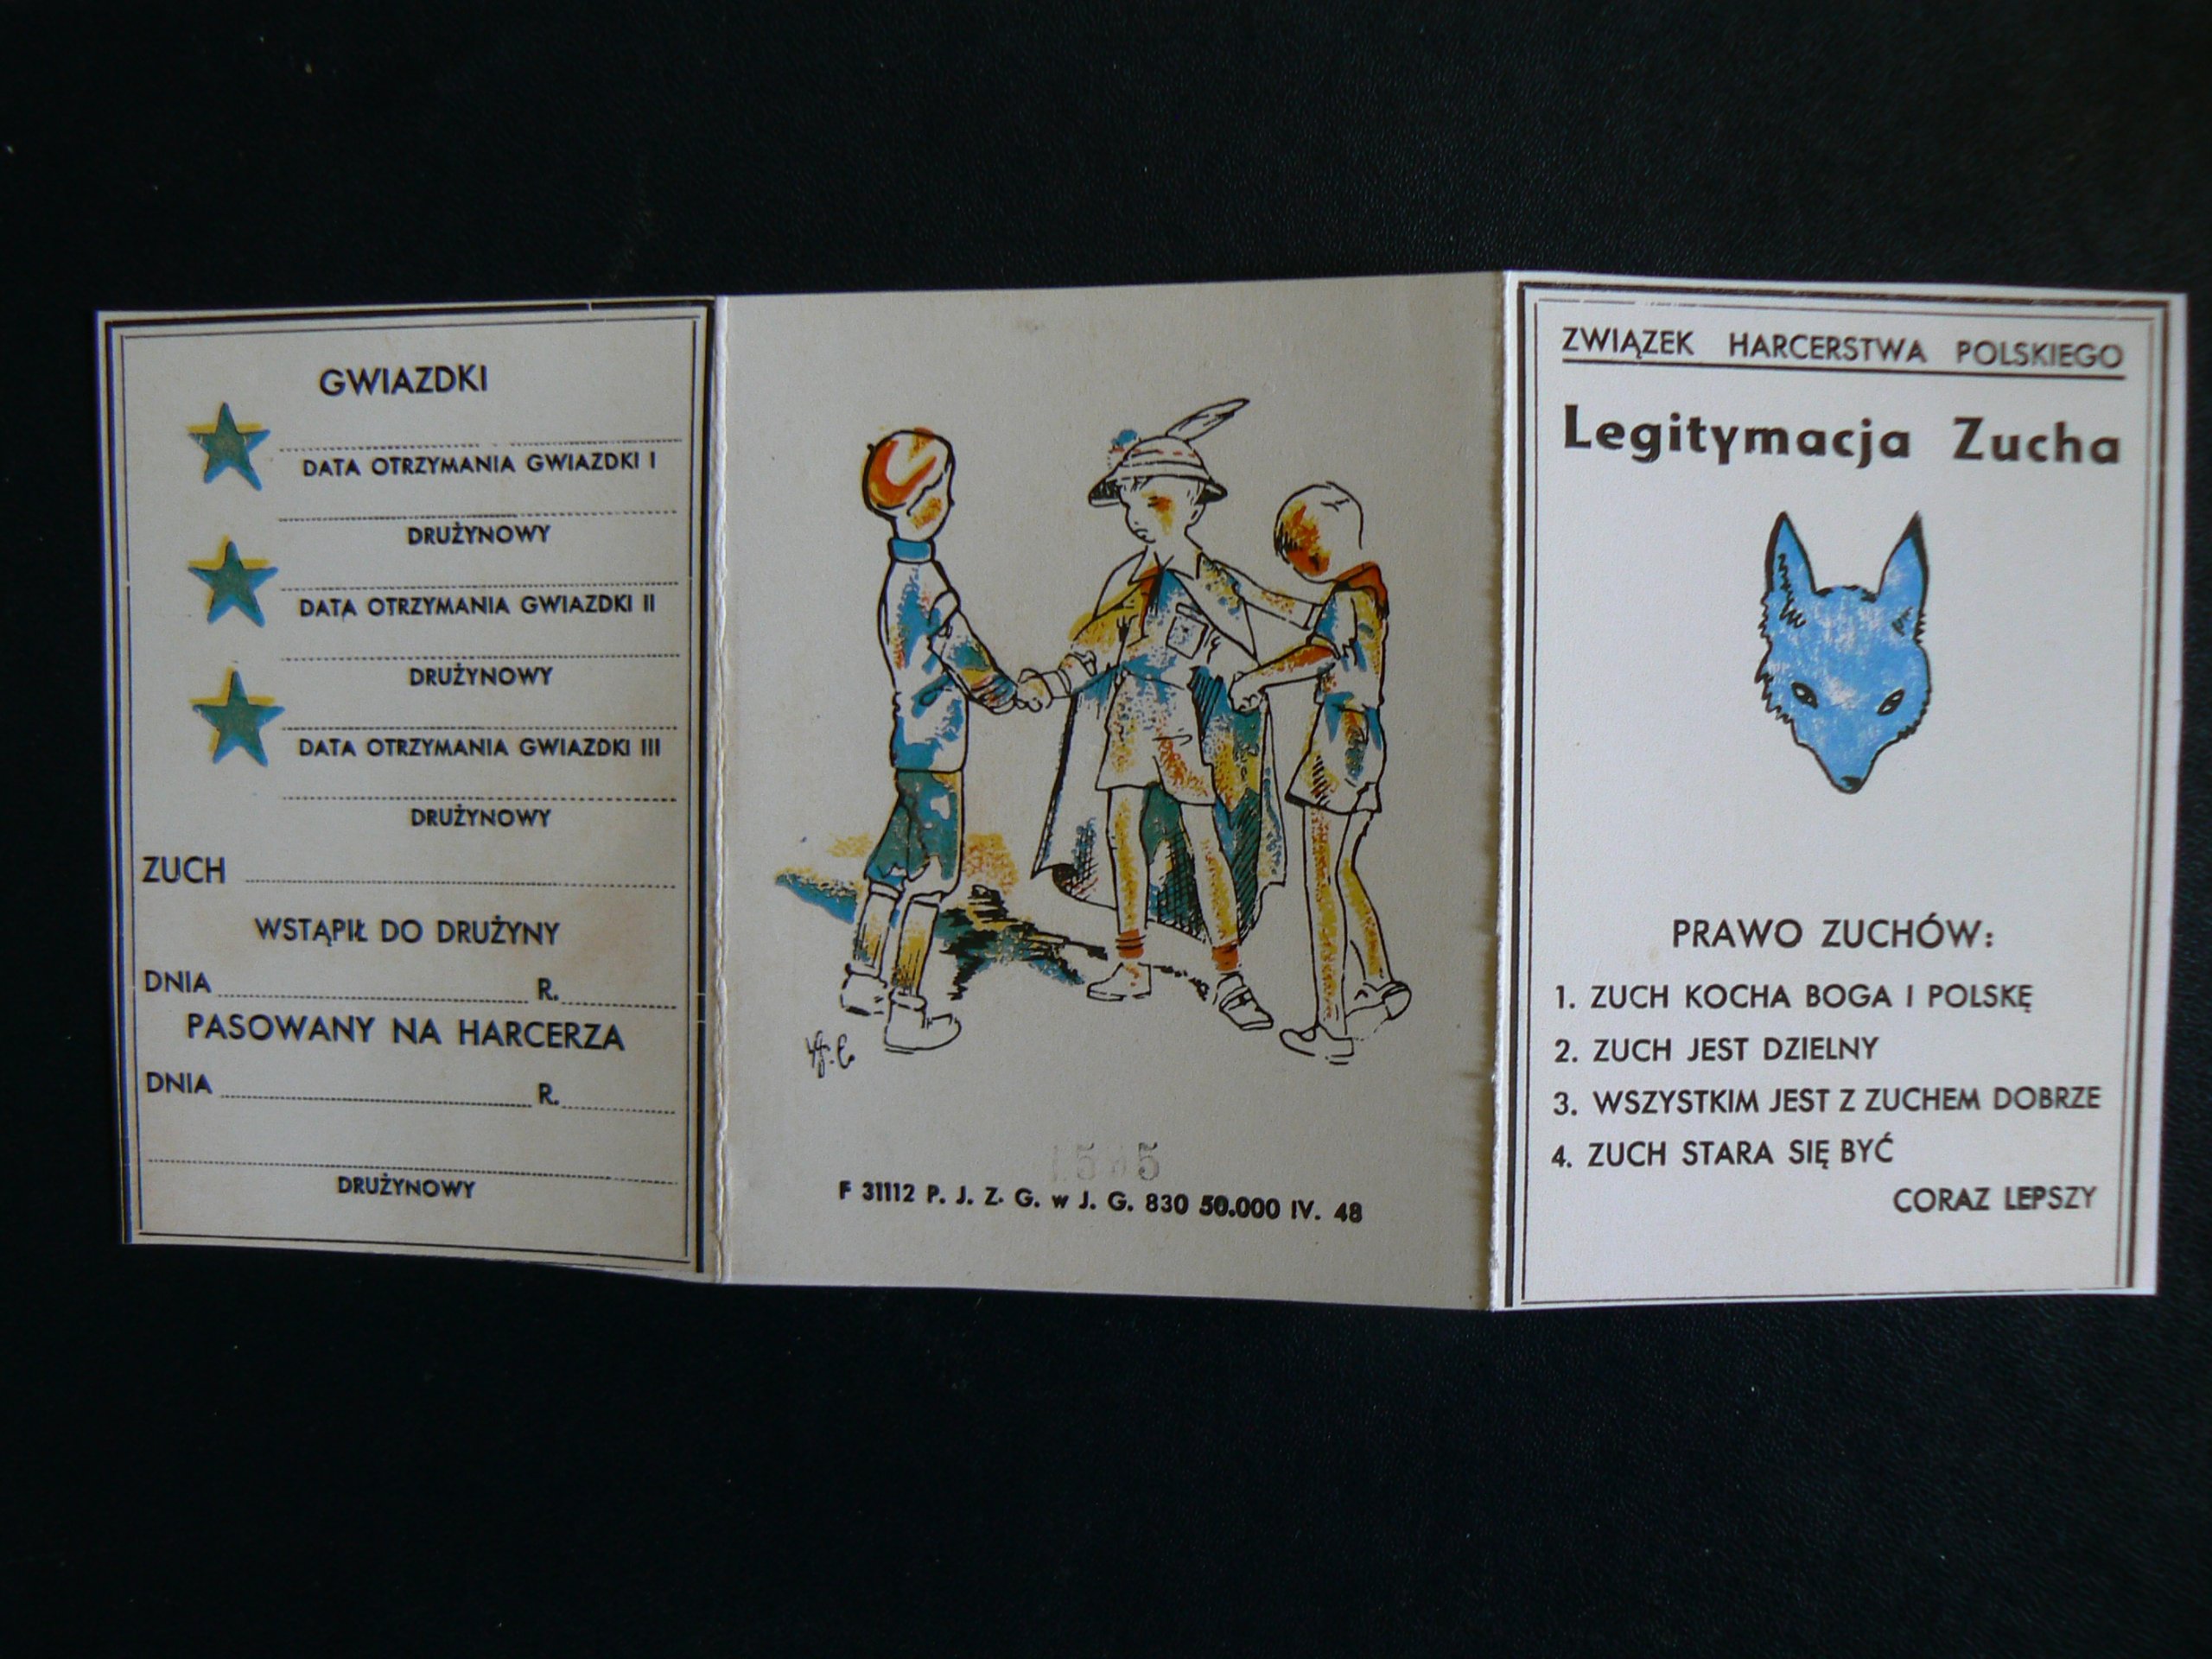 GWIAZDKI
DATA OTRZYMANIA GWIAZDKI I
DRUŻYNOWY
DATA OTRZYMANIA GWIAZDKI II
DRUŻYNOWY
DATA OTRZYMANIA GWIAZDKI III
DRUŻYNOWY
ZUCH
WSTĄPIŁ DO DRUŻYNY
DNIA R.
PASOWANY NA HARCERZA
DNIA R.
DRUŻYNOWY
F 31112 P. J. Z. G. w J. G. 830 50.000 IV. 48
ZWIĄZEK HARCERSTWA POLSKIEGO
Legitymacja Zucha
PRAWO ZUCHÓW:
1. ZUCH KOCHA BOGA I POLSKĘ
2. ZUCH JEST DZIELNY
3. WSZYSTKIM JEST Z ZUCHEM DOBRZE
4. ZUCH STARA SIĘ BYĆ
CORAZ LEPSZY